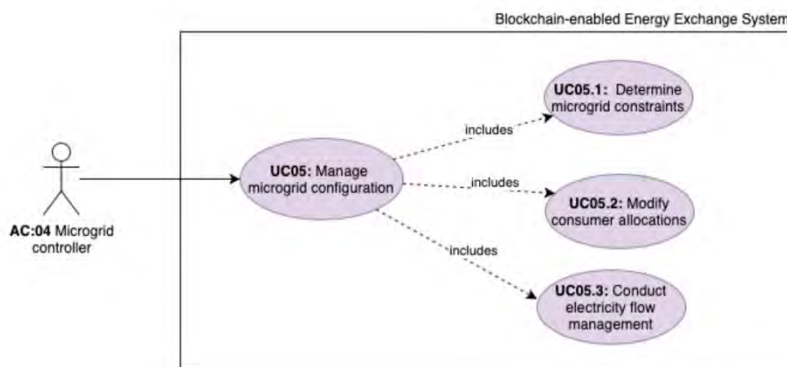 Blockchain-enabled Energy Exchange System
UC05.1: Determine
microgrid constraints
includes
UC05: Manage
microgrid configuration
includes
UC05.2: Modify
consumer allocations
AC:04 Microgrid
controller
includes
UC05.3: Conduct
electricity flow
management